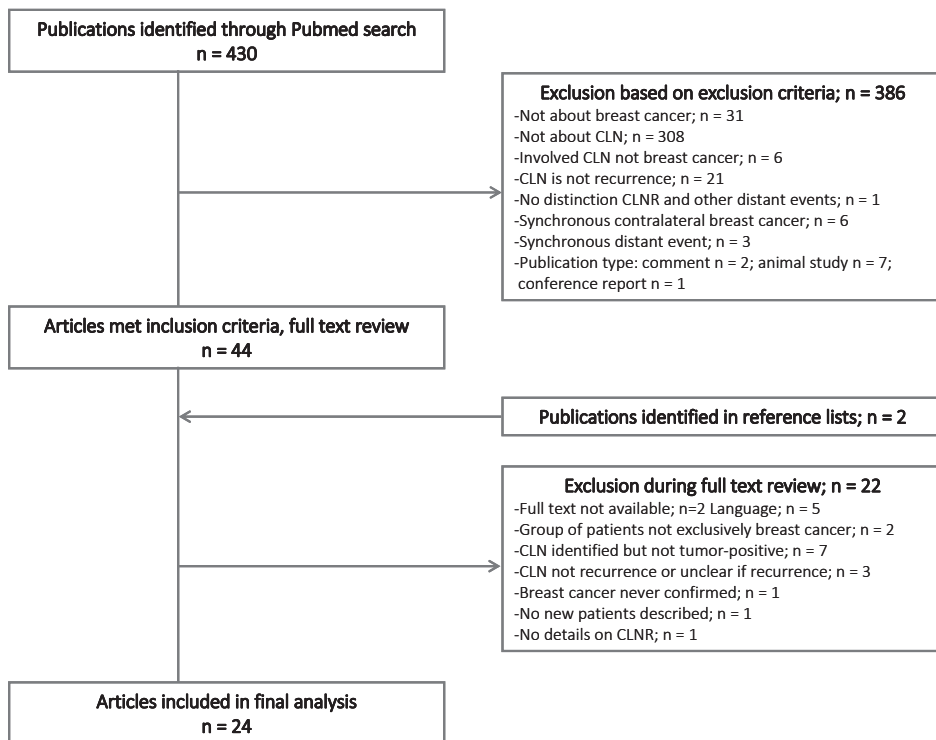 Publications identified through Pubmed search
n = 430
Exclusion based on exclusion criteria; n = 386
-Not about breast cancer; n = 31
-Not about CLN; n = 308
-Involved CLN not breast cancer; n = 6
-CLN is not recurrence; n = 21
-No distinction CLNR and other distant events; n = 1
-Synchronous contralateral breast cancer; n = 6
-Synchronous distant event; n = 3
-Publication type: comment n = 2; animal study n = 7;
conference report n = 1
Articles met inclusion criteria, full text review
n = 44
Publications identified in reference lists; n = 2
Exclusion during full text review; n = 22
-Full text not available; n=2 Language; n = 5
-Group of patients not exclusively breast cancer; n = 2
-CLN identified but not tumor-positive; n = 7
-CLN not recurrence or unclear if recurrence; n = 3
-Breast cancer never confirmed; n = 1
-No new patients described; n = 1
-No details on CLNR; n = 1
Articles included in final analysis
n = 24